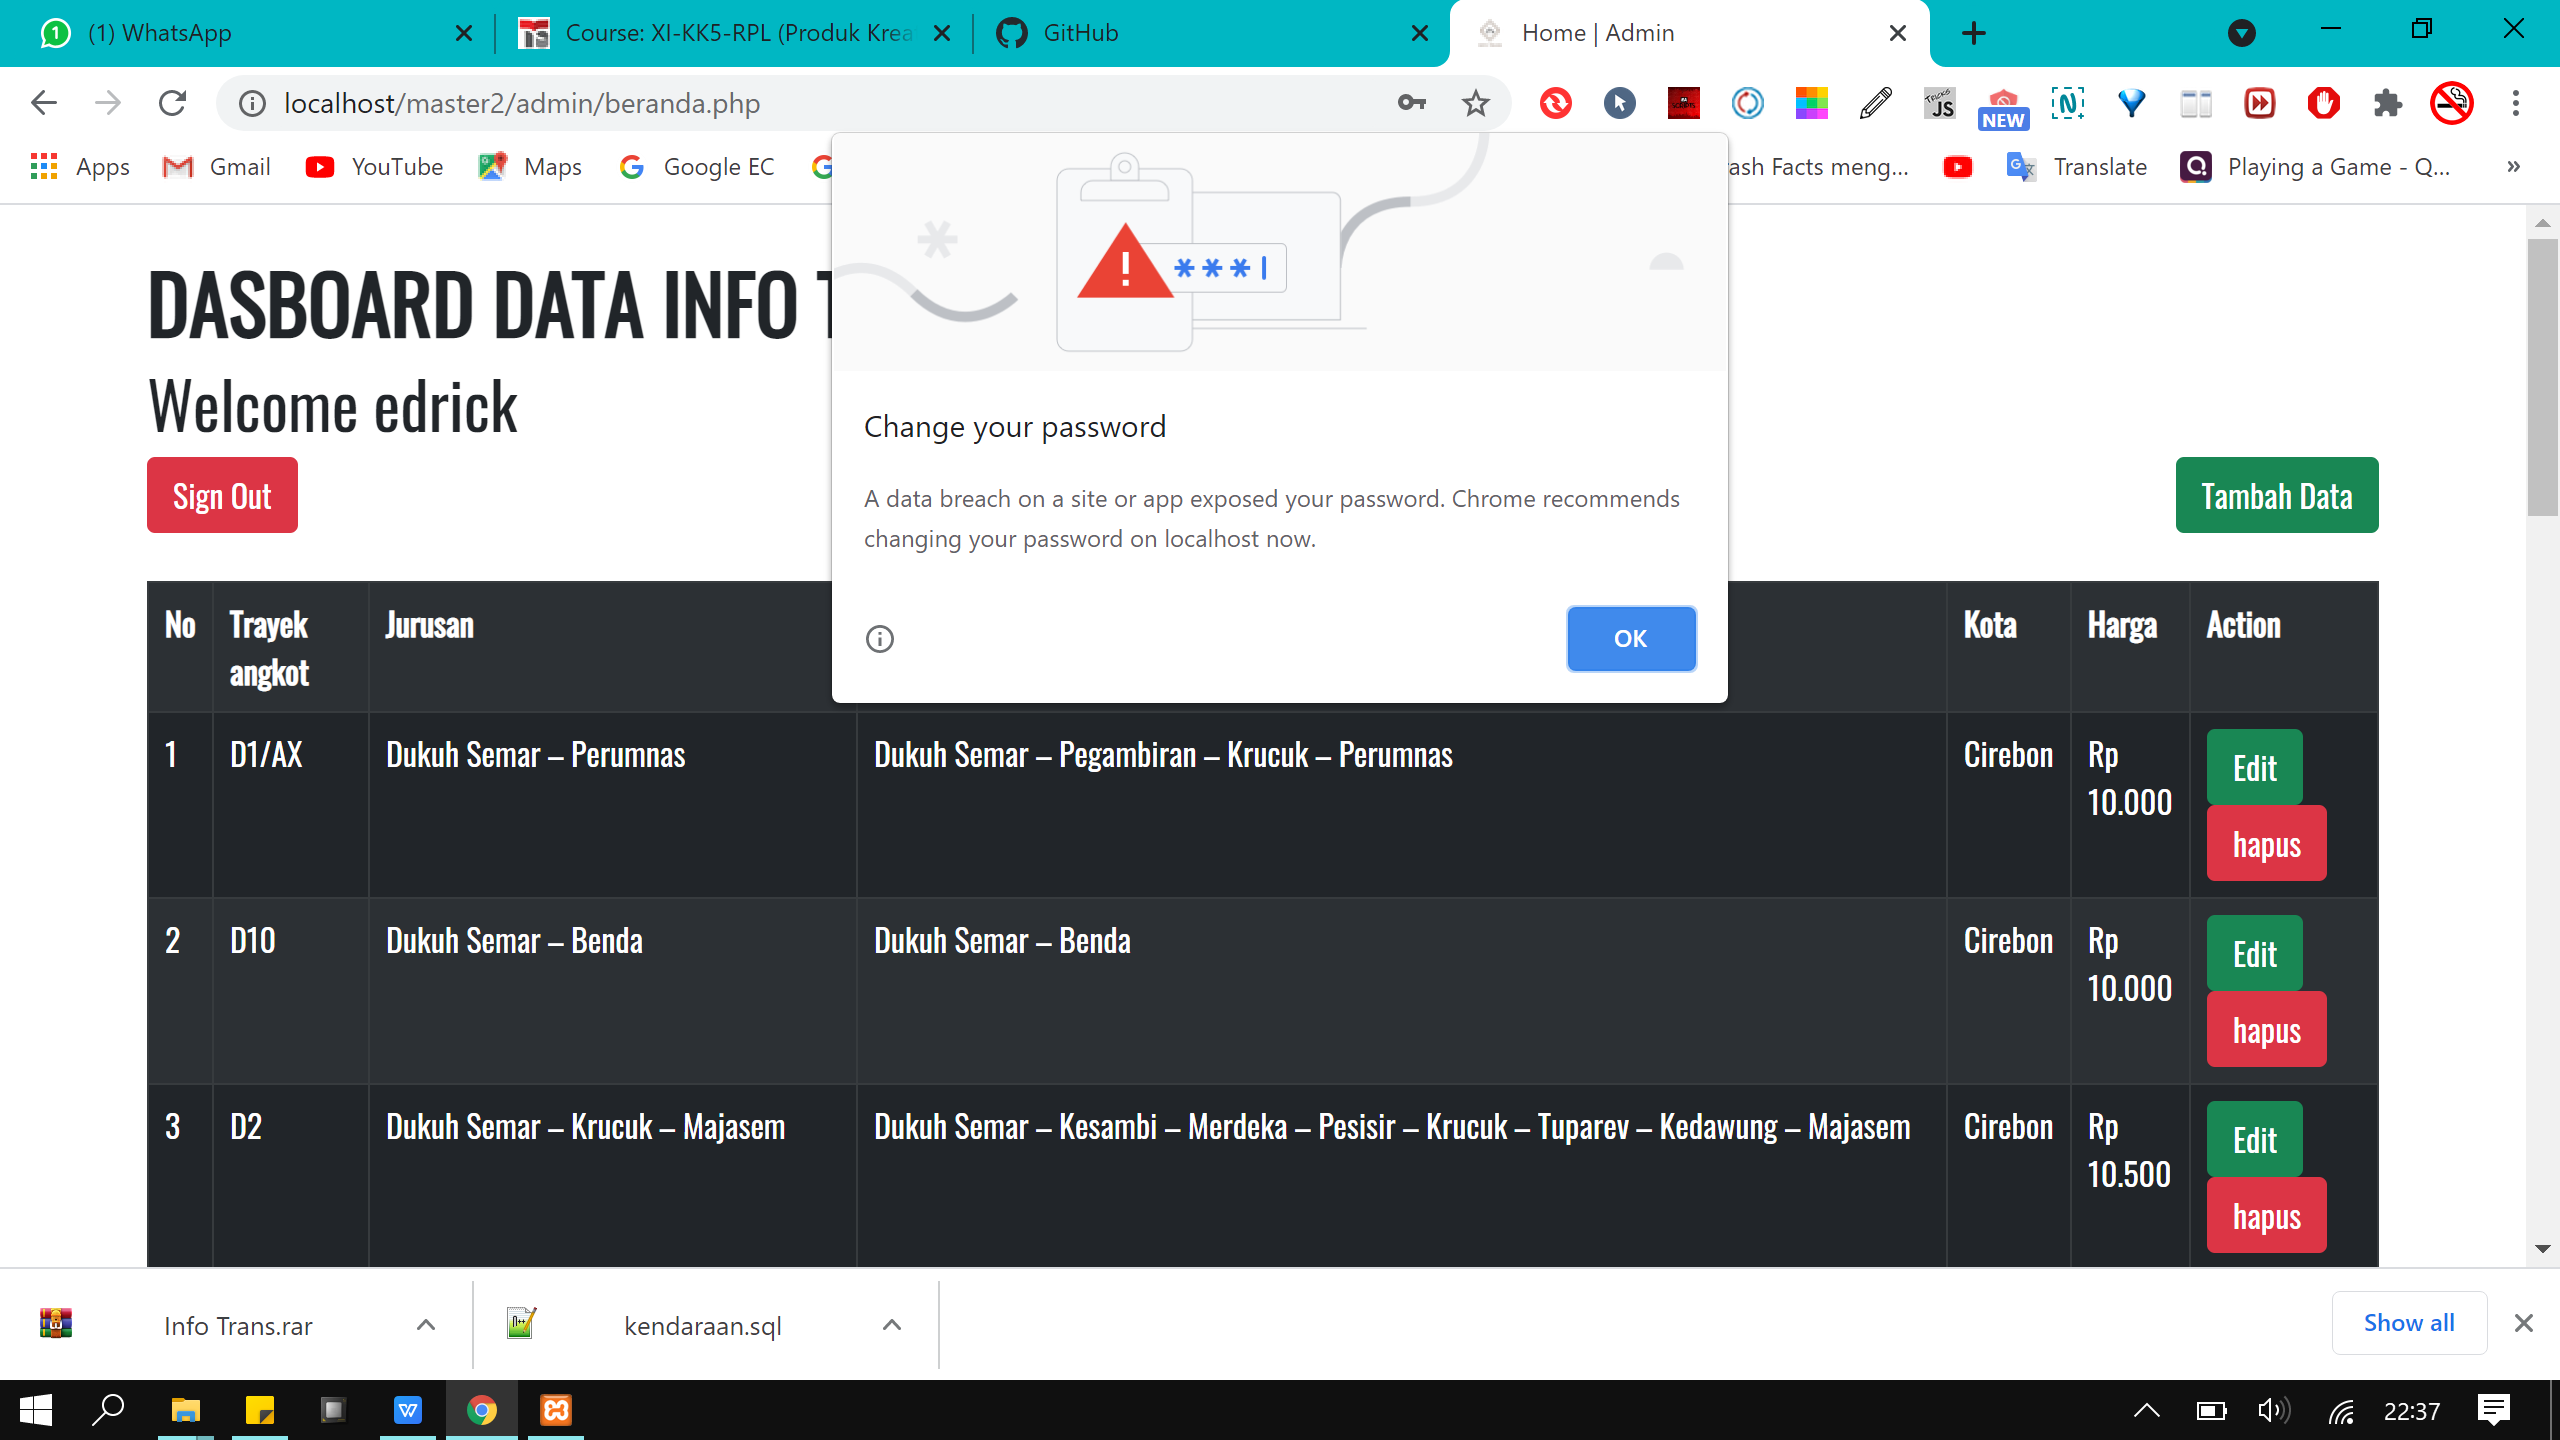 (1) WhatsApp
Course: XI-KK5-RPL (Produk Krea
GitHub
Home | Admin
localhost/master2/admin/beranda.php
NEW
Apps
Gmail
YouTube
Maps
Google EC
ash Facts meng...
Translate
Playing a Game - Q...
»
DASBOARD DATA INFO T
Welcome edrick
Sign Out
Tambah Data
***|
Change your password
A data breach on a site or app exposed your password. Chrome recommends
changing your password on localhost now.
OK
No
Trayek
angkot
Jurusan
Kota
Harga
Action
1
D1/AX
Dukuh Semar – Perumnas
Dukuh Semar – Pegambiran – Krucuk – Perumnas
Cirebon
Rp
10.000
Edit
hapus
2
D10
Dukuh Semar – Benda
Dukuh Semar – Benda
Cirebon
Rp
10.000
Edit
hapus
3
D2
Dukuh Semar – Krucuk – Majasem
Dukuh Semar – Kesambi – Merdeka – Pesisir – Krucuk – Tuparev – Kedawung – Majasem
Cirebon
Rp
10.500
Edit
hapus
Info Trans.rar
kendaraan.sql
Show all
22:37